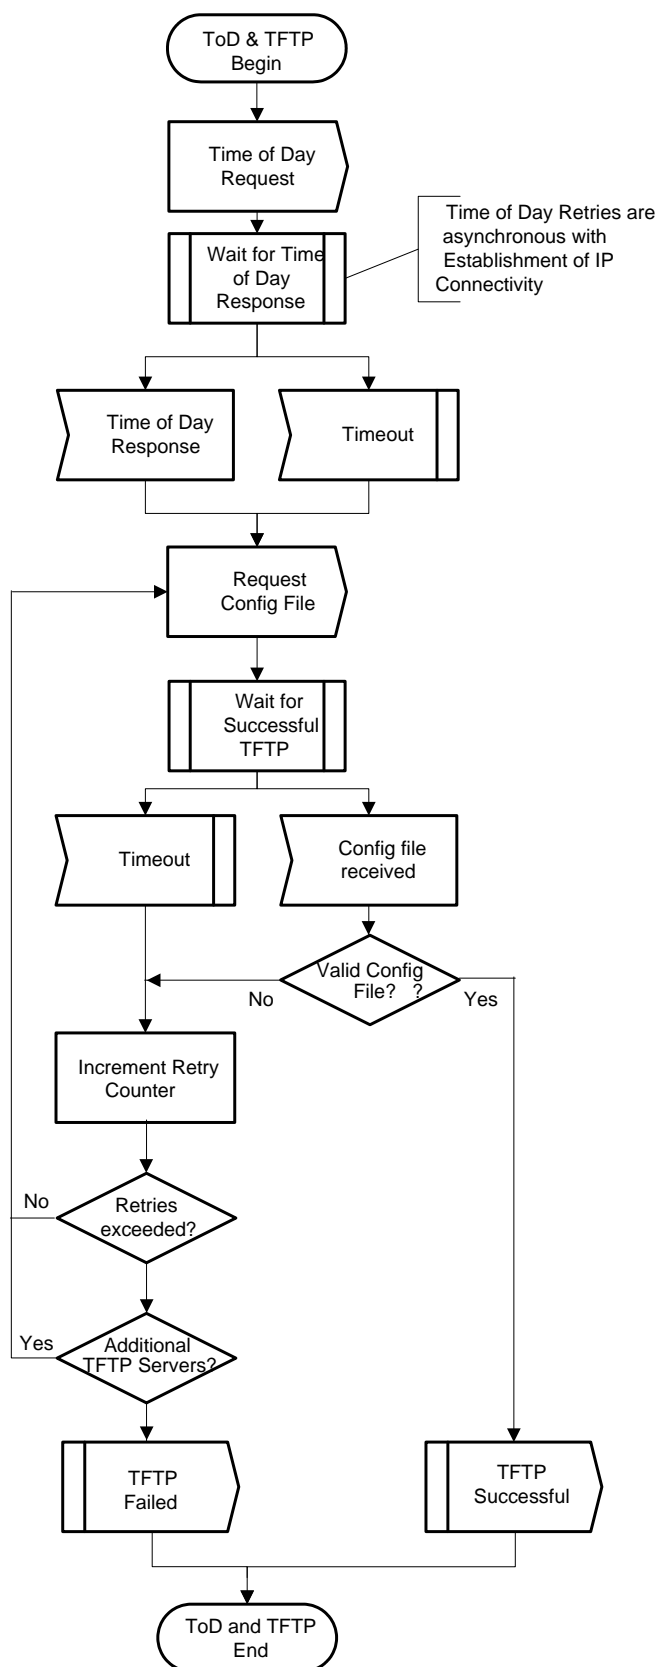 ToD & TFTP
Begin
Time of Day
Request
Wait for Time
of Day
Response
Time of Day Retries are
asynchronous with
Establishment of IP
Connectivity
Time of Day
Response
Timeout
Request
Config File
Wait for
Successful
TFTP
Timeout
Config file
received
Valid Config
File? ?
No
Yes
Increment Retry
Counter
No
Retries
exceeded?
Yes
Additional
TFTP Servers?
TFTP
Failed
TFTP
Successful
ToD and TFTP
End